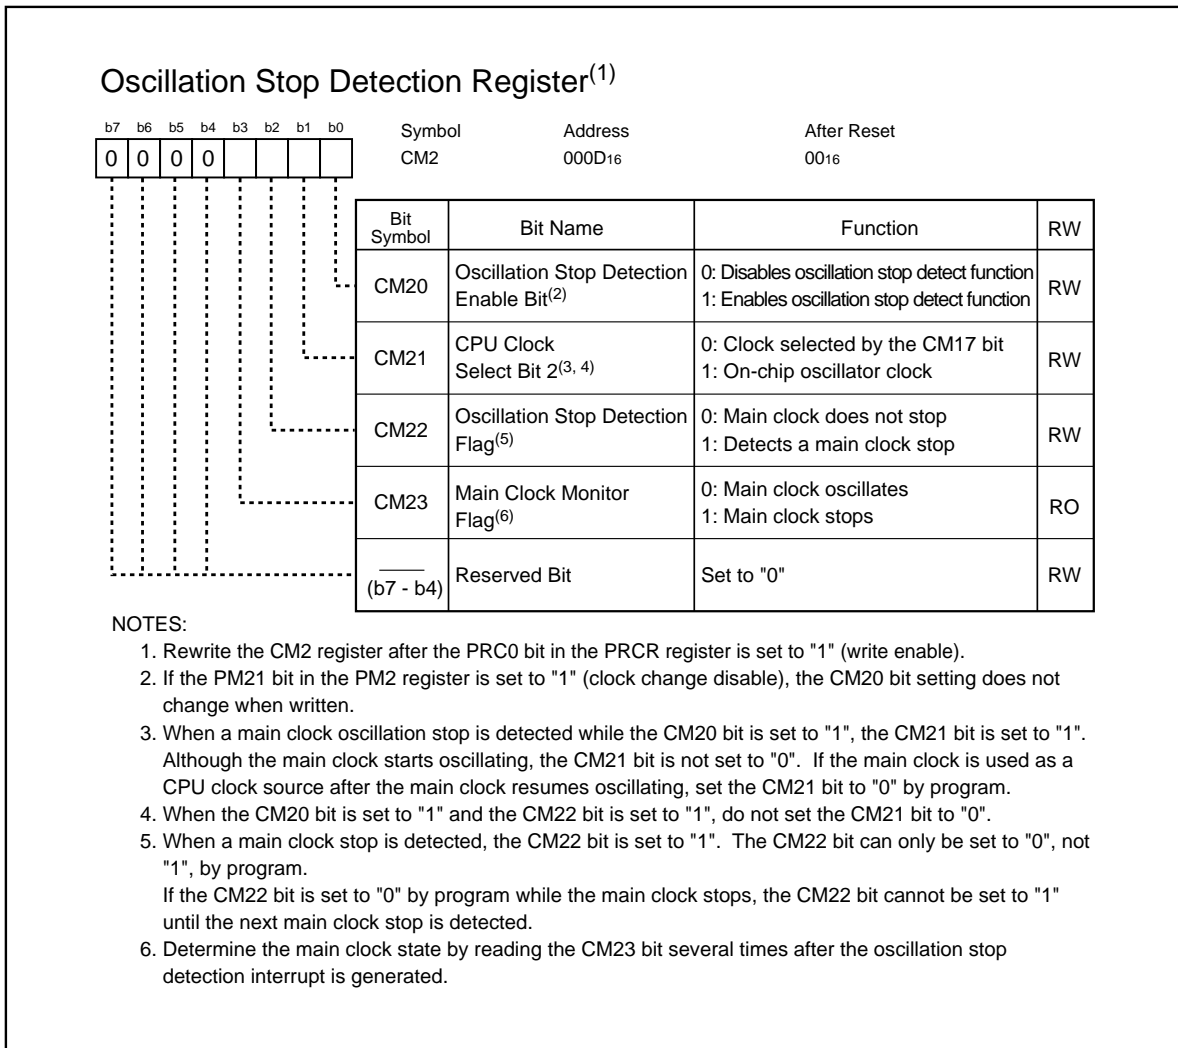 Oscillation Stop Detection Register(1)
b7 b6 b5 b4 b3 b2 b1 b0
0 0 0 0
Symbol Address After Reset
CM2 000D16 0016
Bit Symbol Bit Name Function RW
CM20 Oscillation Stop Detection Enable Bit(2) 0: Disables oscillation stop detect function RW
1: Enables oscillation stop detect function
CM21 CPU Clock Select Bit 2(3, 4) 0: Clock selected by the CM17 bit RW
1: On-chip oscillator clock
CM22 Oscillation Stop Detection Flag(5) 0: Main clock does not stop RW
1: Detects a main clock stop
CM23 Main Clock Monitor Flag(6) 0: Main clock oscillates RO
1: Main clock stops
(b7 - b4) Reserved Bit Set to "0" RW
NOTES:
1. Rewrite the CM2 register after the PRC0 bit in the PRCR register is set to "1" (write enable).
2. If the PM21 bit in the PM2 register is set to "1" (clock change disable), the CM20 bit setting does not
change when written.
3. When a main clock oscillation stop is detected while the CM20 bit is set to "1", the CM21 bit is set to "1".
Although the main clock starts oscillating, the CM21 bit is not set to "0". If the main clock is used as a
CPU clock source after the main clock resumes oscillating, set the CM21 bit to "0" by program.
4. When the CM20 bit is set to "1" and the CM22 bit is set to "1", do not set the CM21 bit to "0".
5. When a main clock stop is detected, the CM22 bit is set to "1". The CM22 bit can only be set to "0", not
"1", by program.
If the CM22 bit is set to "0" by program while the main clock stops, the CM22 bit cannot be set to "1"
until the next main clock stop is detected.
6. Determine the main clock state by reading the CM23 bit several times after the oscillation stop
detection interrupt is generated.